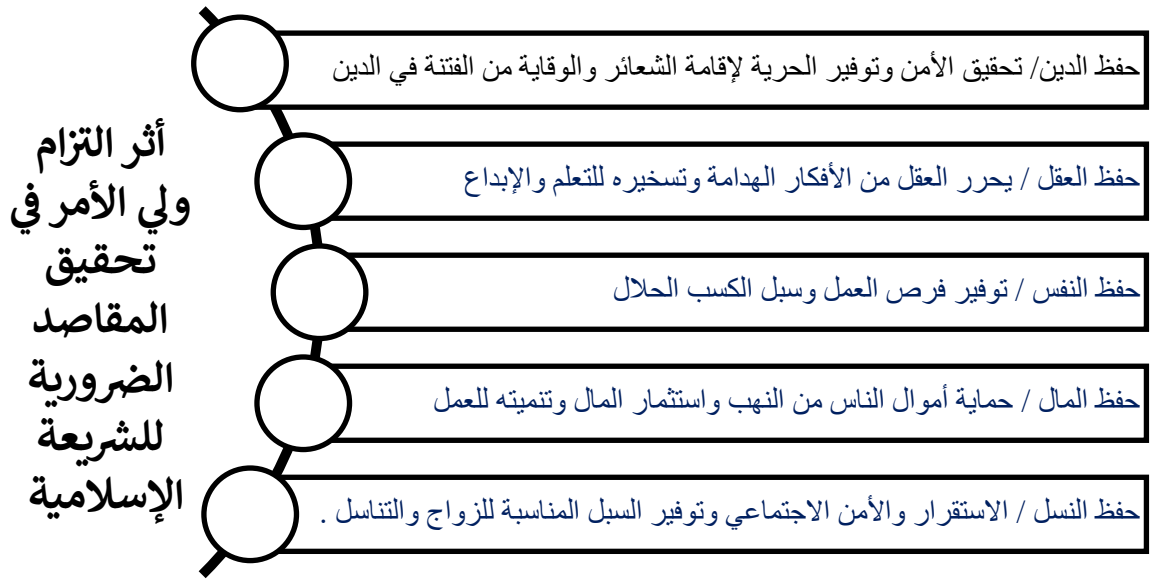 أثر التزام
ولي الأمر في
تحقيق
المقاصد
الضرورية
للشريعة
الإسلامية
حفظ الدين/ تحقيق الأمن وتوفير الحرية لإقامة الشعائر والوقاية من الفتنة في الدين
حفظ العقل / يحرر العقل من الأفكار الهدامة وتسخيره للتعلم والإبداع
حفظ النفس / توفير فرص العمل وسبل الكسب الحلال
حفظ المال / حماية أموال الناس من النهب واستثمار المال وتنميته للعمل
حفظ النسل / الاستقرار والأمن الاجتماعي وتوفير السبل المناسبة للزواج والتناسل .